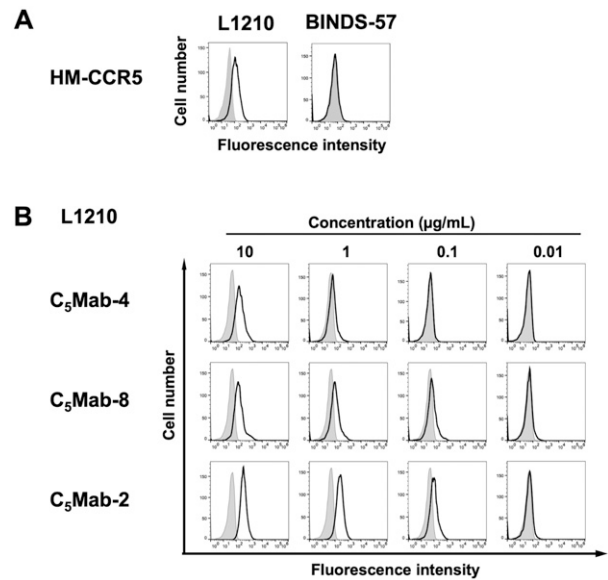 A
L1210 BINDS-57
HM-CCR5
Cell number
Fluorescence intensity
B L1210
Concentration (µg/mL)
10 1 0.1 0.01
C₅Mab-4
C₅Mab-8
C₅Mab-2
Cell number
Fluorescence intensity